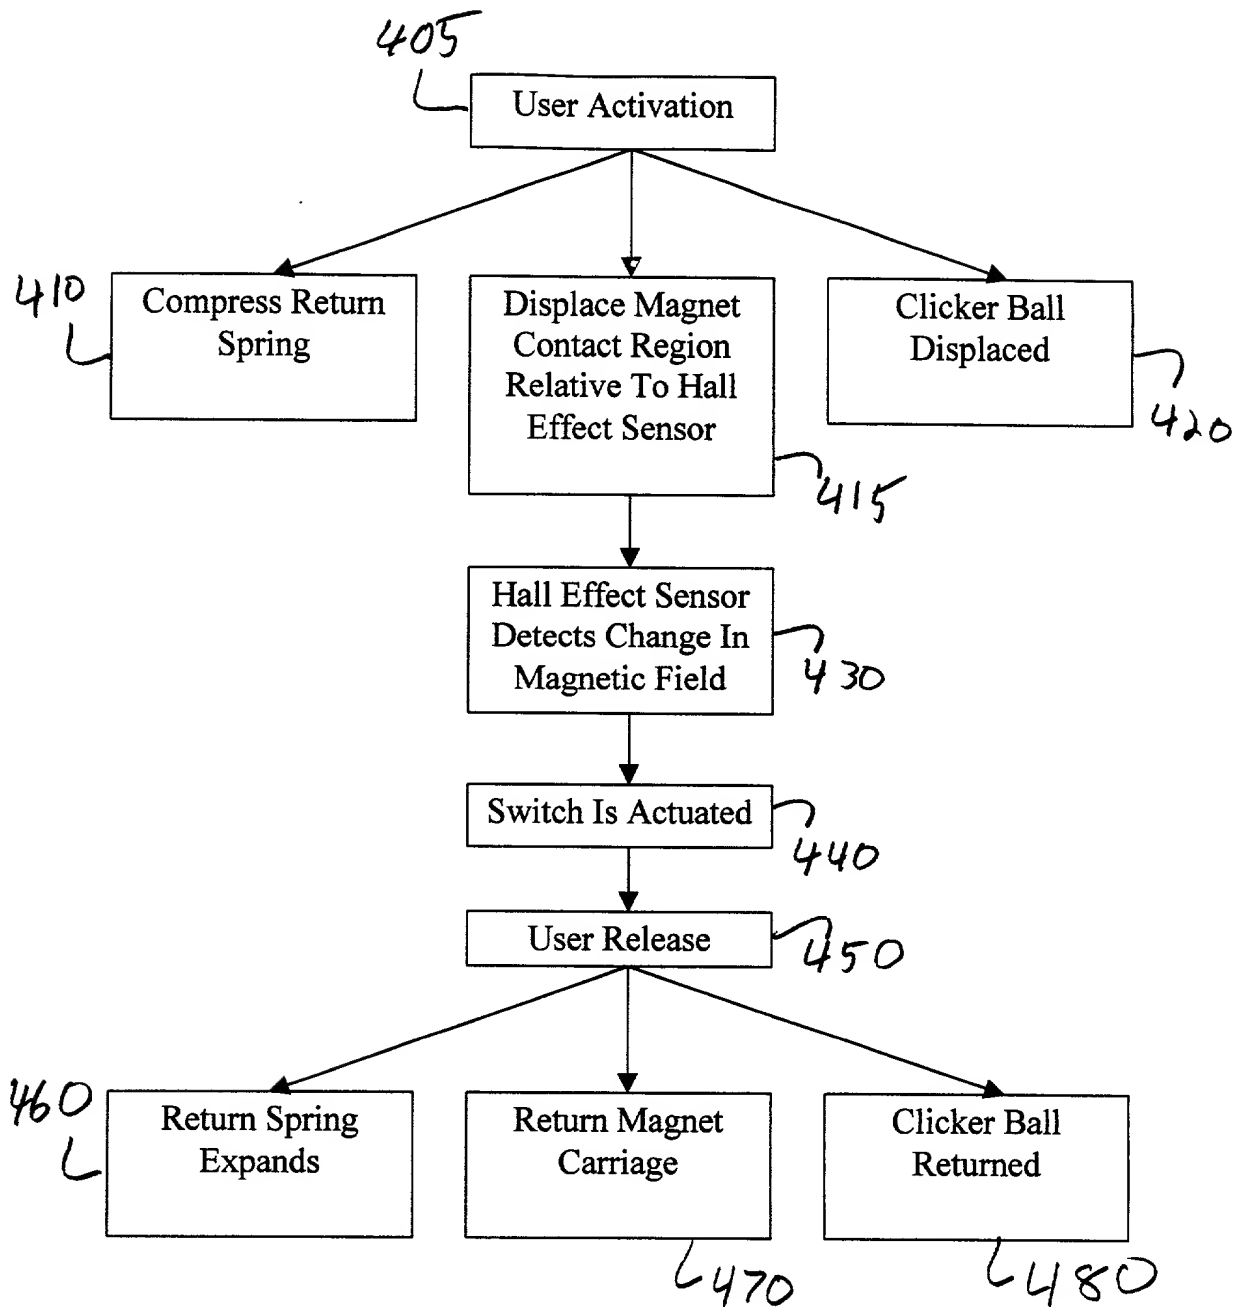 405
User Activation
410
Compress Return
Spring
Displace Magnet
Contact Region
Relative To Hall
Effect Sensor
415
Clicker Ball
Displaced
420
Hall Effect Sensor
Detects Change In
Magnetic Field
430
Switch Is Actuated
440
User Release
450
460
Return Spring
Expands
Return Magnet
Carriage
470
Clicker Ball
Returned
480